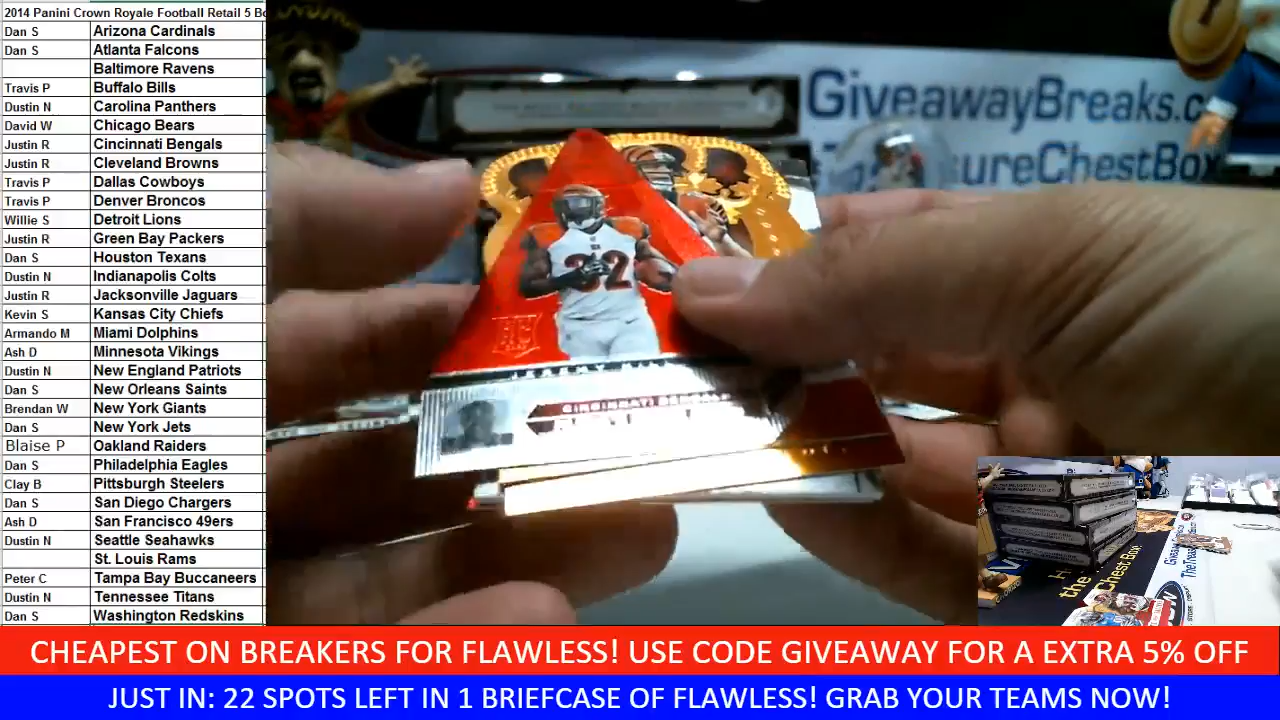 2014 Panini Crown Royale Football Retail 5 Bo
Dan S Arizona Cardinals
Dan S Atlanta Falcons
Baltimore Ravens
Travis P Buffalo Bills
Dustin N Carolina Panthers
David W Chicago Bears
Justin R Cincinnati Bengals
Justin R Cleveland Browns
Travis P Dallas Cowboys
Travis P Denver Broncos
Willie S Detroit Lions
Justin R Green Bay Packers
Dan S Houston Texans
Dustin N Indianapolis Colts
Justin R Jacksonville Jaguars
Kevin S Kansas City Chiefs
Armando M Miami Dolphins
Ash D Minnesota Vikings
Dustin N New England Patriots
Dan S New Orleans Saints
Brendan W New York Giants
Dan S New York Jets
Blaise P Oakland Raiders
Dan S Philadelphia Eagles
Clay B Pittsburgh Steelers
Dan S San Diego Chargers
Ash D San Francisco 49ers
Dustin N Seattle Seahawks
St. Louis Rams
Peter C Tampa Bay Buccaneers
Dustin N Tennessee Titans
Dan S Washington Redskins
GiveawayBreaks.c
sureChestBox
32
CINCINNATI BENGALS
Chest Box
CHEAPEST ON BREAKERS FOR FLAWLESS! USE CODE GIVEAWAY FOR A EXTRA 5% OFF
JUST IN: 22 SPOTS LEFT IN 1 BRIEFCASE OF FLAWLESS! GRAB YOUR TEAMS NOW!